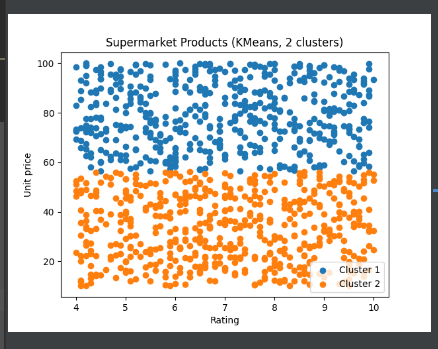 Supermarket Products (KMeans, 2 clusters)
Unit price
100
80
60
40
20
4 5 6 7 8 9 10
Rating
Cluster 1
Cluster 2